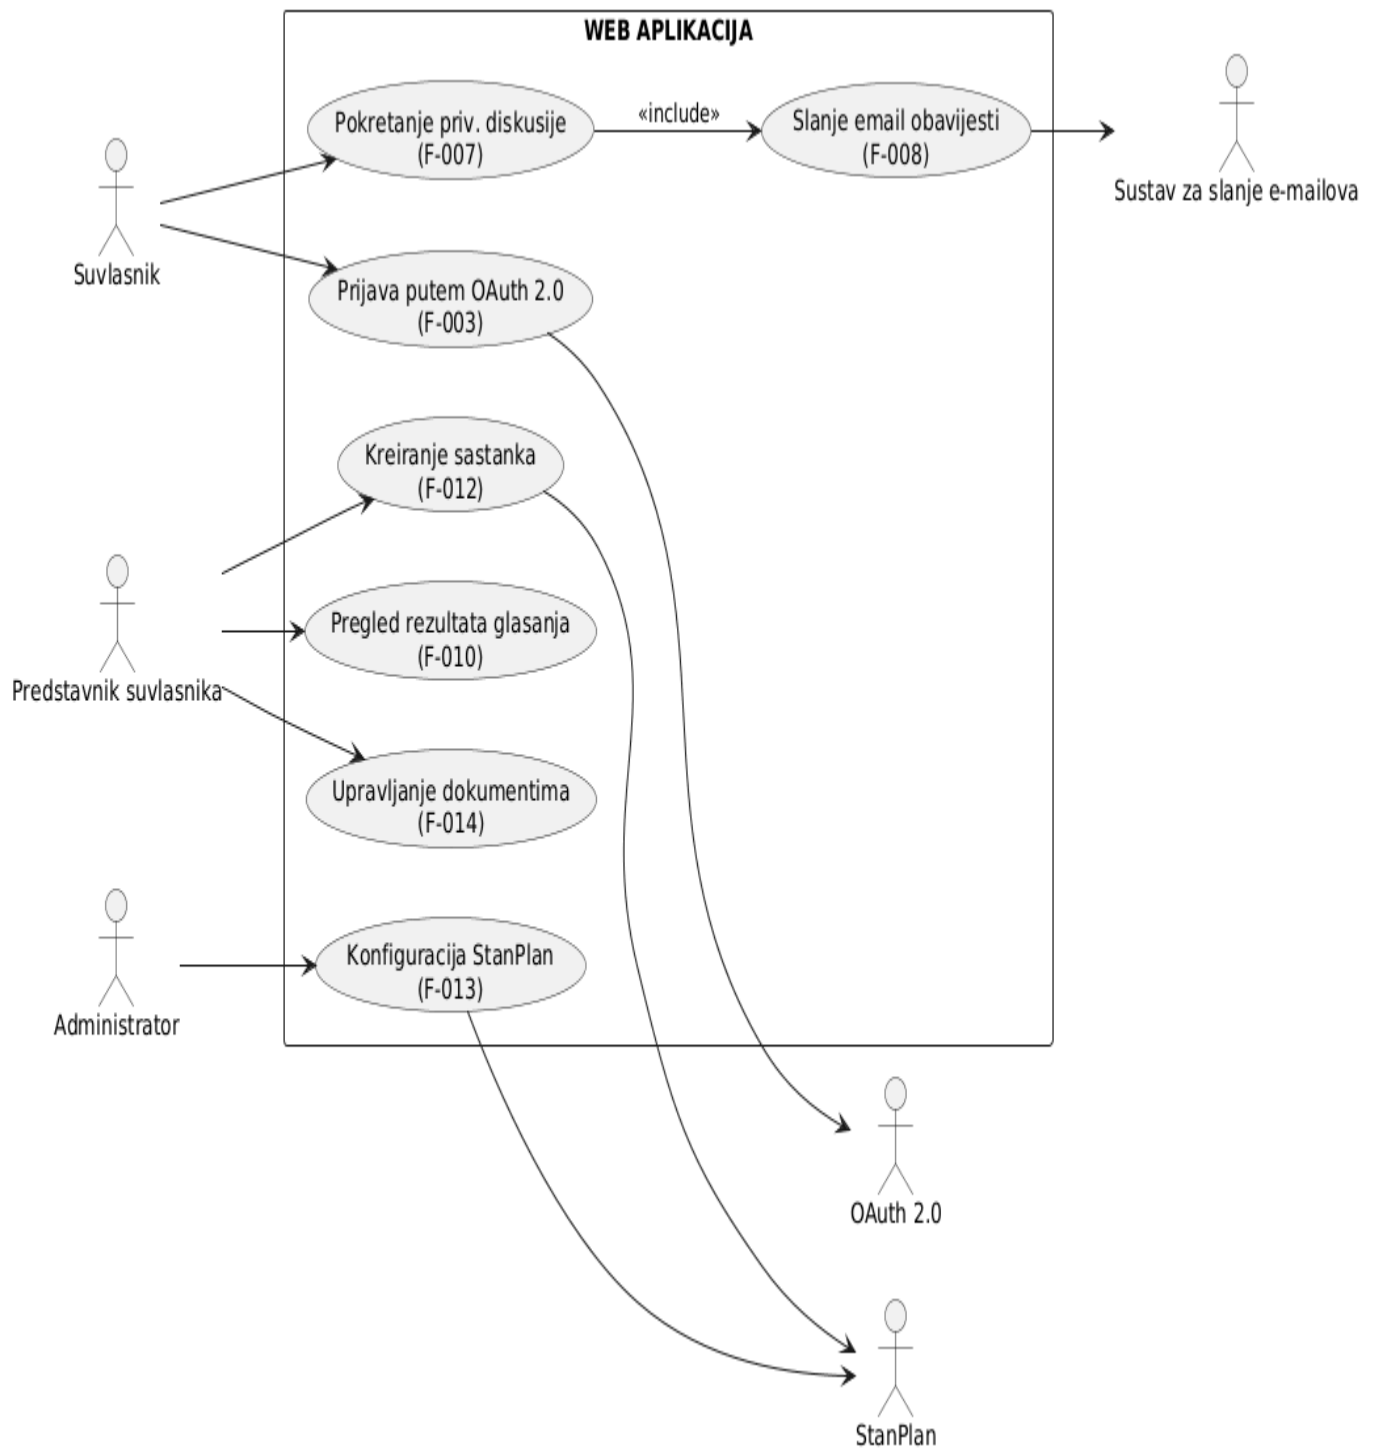 WEB APLIKACIJA
Pokretanje priv. diskusije
(F-007)
«include»
Slanje email obavijesti
(F-008)
Sustav za slanje e-mailova
Suvlasnik
Prijava putem OAuth 2.0
(F-003)
Kreiranje sastanka
(F-012)
Pregled rezultata glasanja
(F-010)
Predstavnik suvlasnika
Upravljanje dokumentima
(F-014)
Konfiguracija StanPlan
(F-013)
Administrator
OAuth 2.0
StanPlan